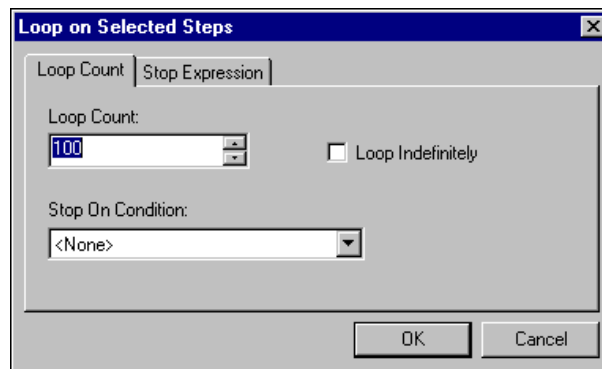 Loop on Selected Steps
Loop Count Stop Expression
Loop Count:
100
Loop Indefinitely
Stop On Condition:
<None>
OK Cancel